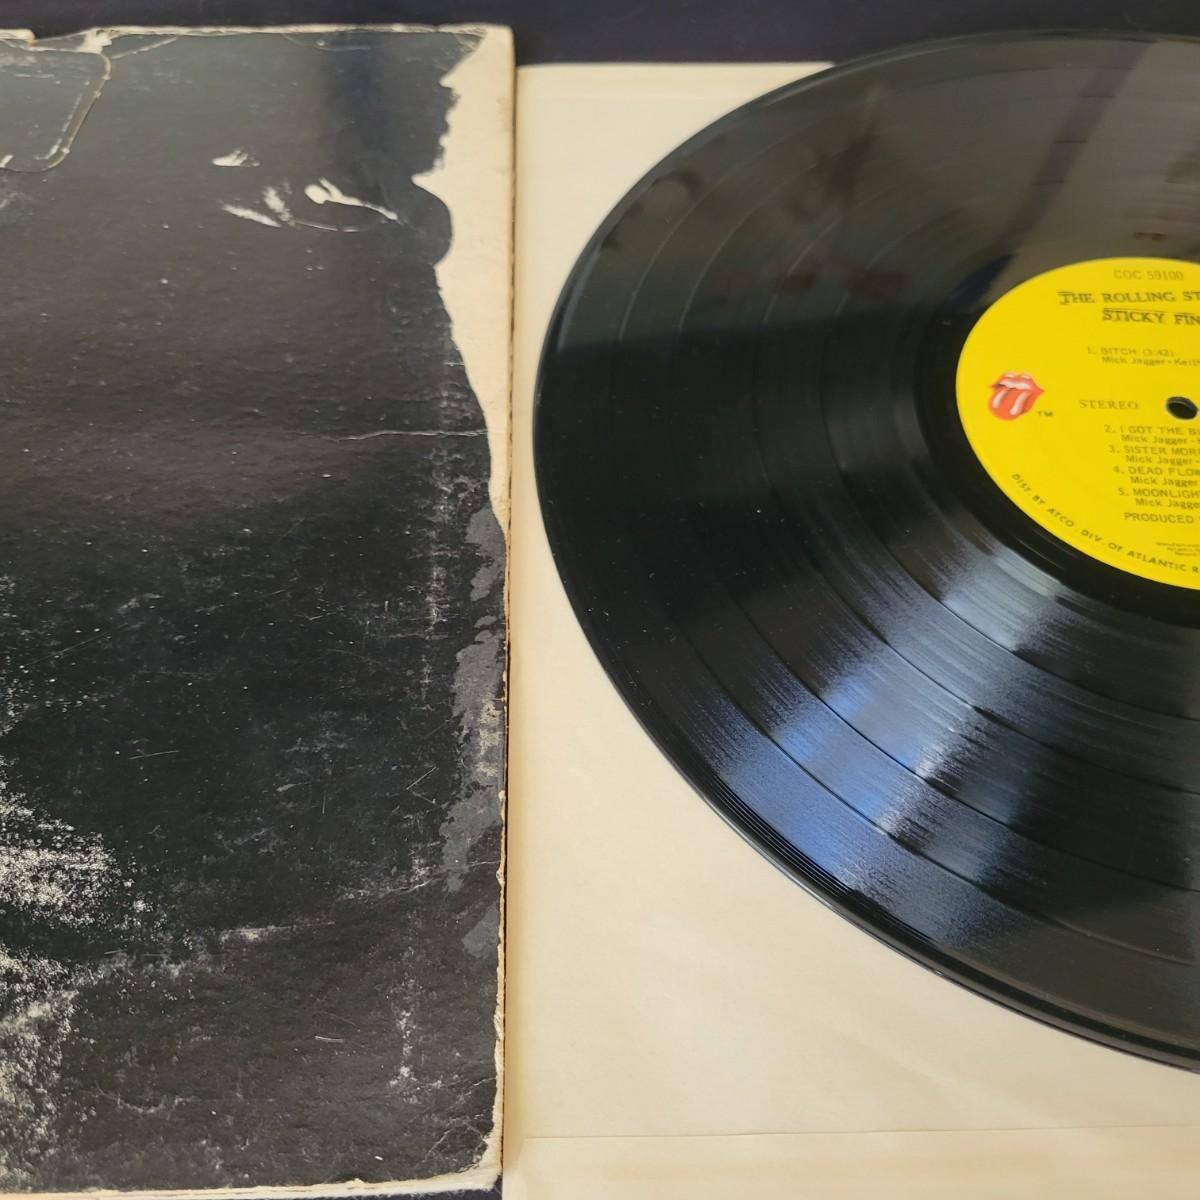 COC 59100
THE ROLLING ST
STICKY FIN
1. BITCH (3:42)
Mick Jagger-Keith
STEREO
TM
2. I GOT THE B
Mick Jagger-
3. SISTER MOR
Mick Jagger-
4. DEAD FLOW
Mick Jagger
5. MOONLIGH
Mick Jagge
PRODUCED
DIST. BY ATCO . DIV . OF ATLANTIC R